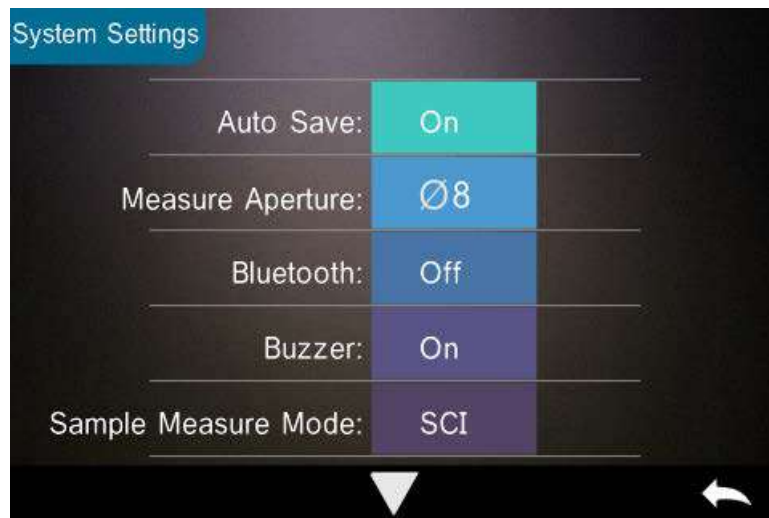 System Settings
Auto Save: On
Measure Aperture: Ø8
Bluetooth: Off
Buzzer: On
Sample Measure Mode: SCI